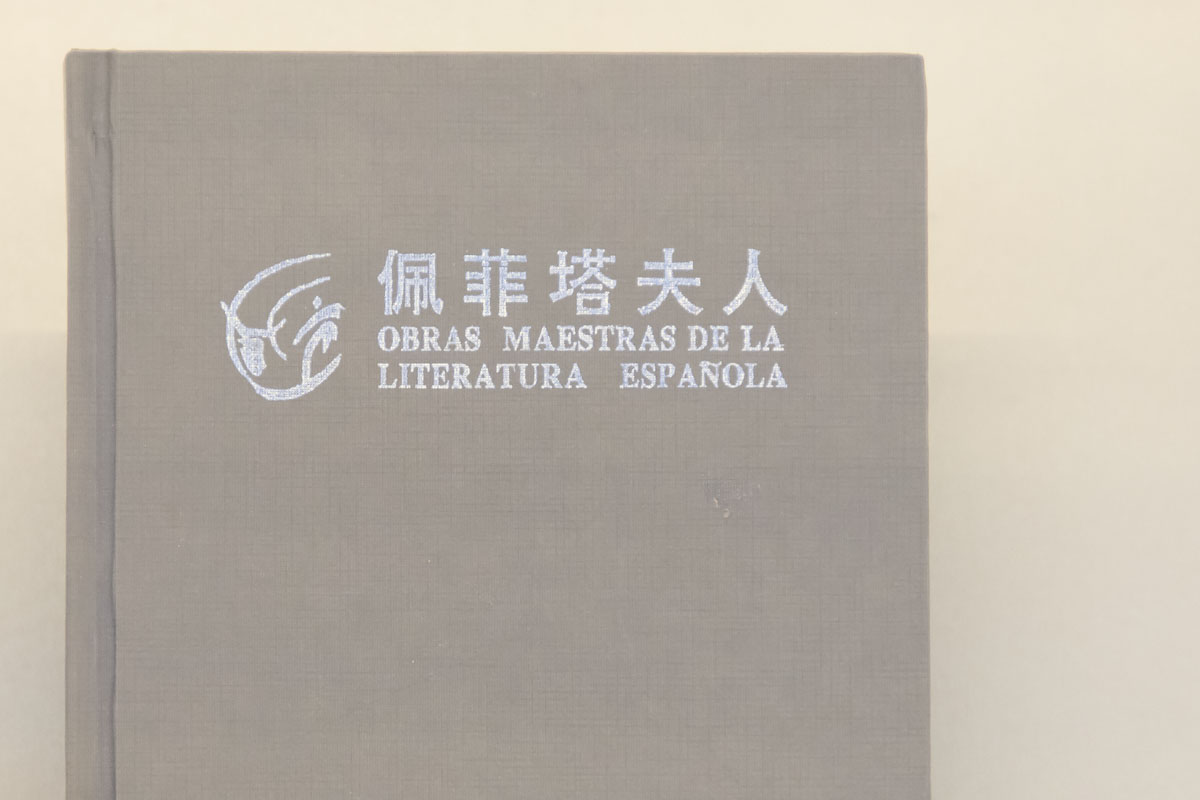 佩菲塔夫人
OBRAS MAESTRAS DE LA
LITERATURA ESPAÑOLA